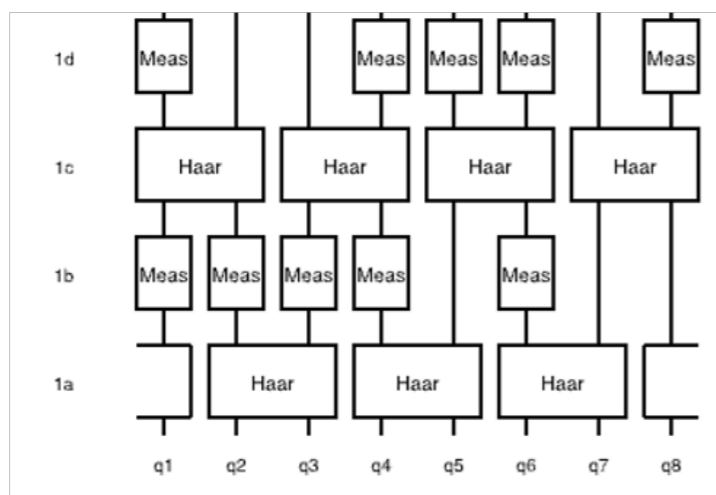 1d Meas Meas Meas Meas Meas
1c Haar Haar Haar Haar
1b Meas Meas Meas Meas Meas
1a Haar Haar Haar
q1 q2 q3 q4 q5 q6 q7 q8